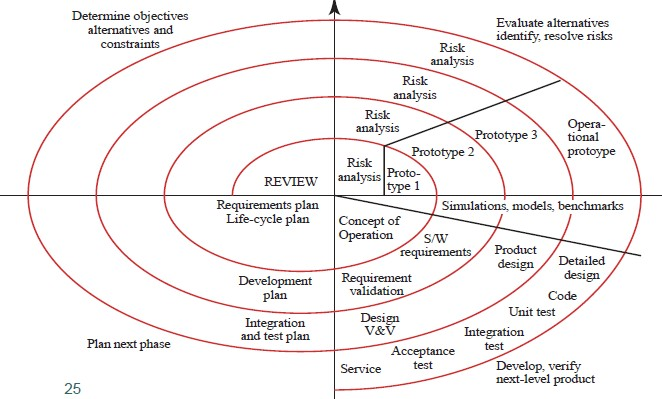 Determine objectives
alternatives and
constraints
Evaluate alternatives
identify, resolve risks
Risk
analysis
Risk
analysis
Risk
analysis
Risk
analysis
Proto-
type 1
Prototype 2
Prototype 3
Opera-
tional
protoype
REVIEW
Requirements plan
Life-cycle plan
Simulations, models, benchmarks
Concept of
Operation
S/W
requirements
Product
design
Detailed
design
Development
plan
Requirement
validation
Code
Unit test
Integration
and test plan
Design
V&V
Integration
test
Plan next phase
Acceptance
test
Service
Develop, verify
next-level product
25